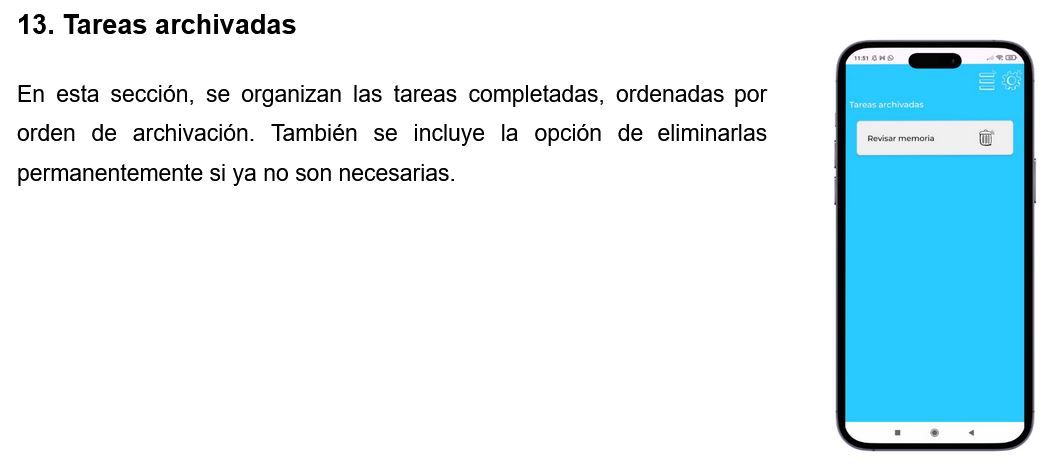 13. Tareas archivadas
En esta sección, se organizan las tareas completadas, ordenadas por
orden de archivación. También se incluye la opción de eliminarlas
permanentemente si ya no son necesarias.
11:51
Tareas archivadas
Revisar memoria